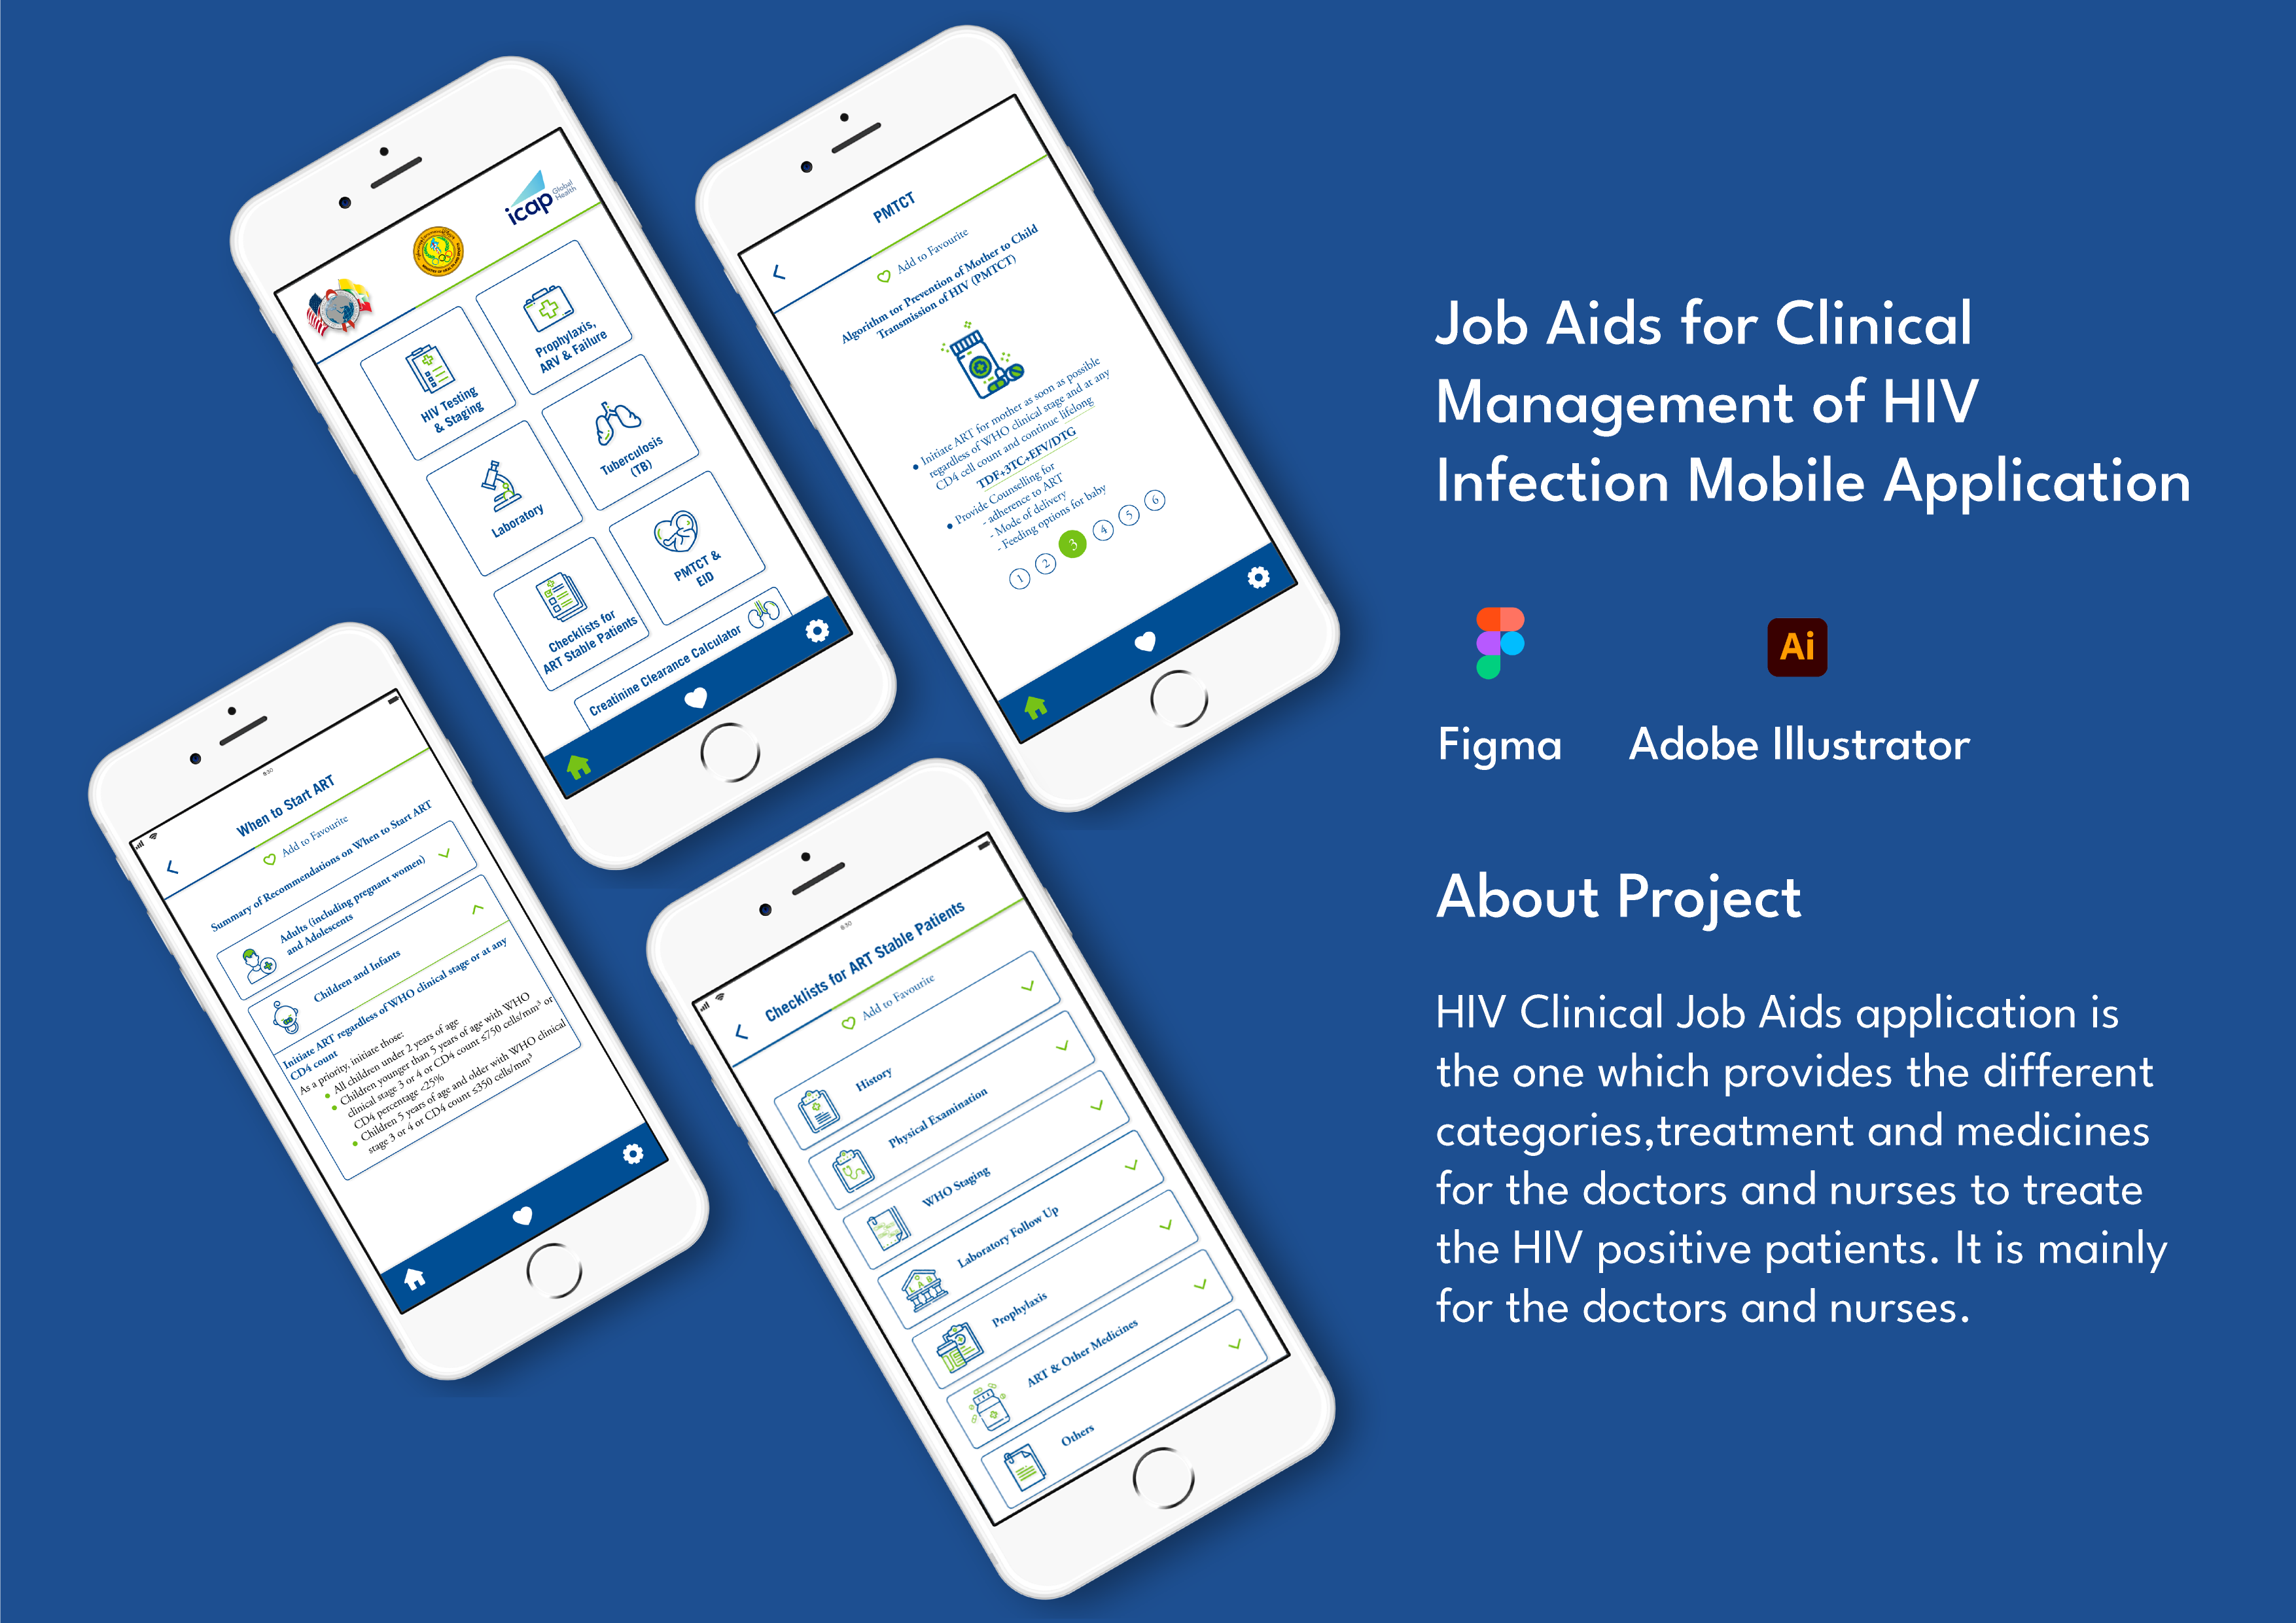 icap
Global
Health
HIV Testing
& Staging
Prophylaxis,
ARV & Failure
Laboratory
Tuberculosis
(TB)
Checklists for
ART Stable Patients
PMTCT &
EID
Creatinine Clearance Calculator
PMTCT
Add to Favourite
Algorithm tor Prevention of Mother to Child
Transmission of HIV (PMTCT)
• Initiate ART for mother as soon as possible
regardless of WHO clinical stage and at any
CD4 cell count and continue lifelong
TDF+3TC+EFV/DTG
• Provide Counselling for
- adherence to ART
- Mode of delivery
- Feeding options for baby
1 2 3 4 5 6
8:30
When to Start ART
Add to Favourite
Summary of Recommendations on When to Start ART
Adults (including pregnant women)
and Adolescents
Children and Infants
Initiate ART regardless of WHO clinical stage or at any
CD4 count
As a priority, initiate those:
• All children under 2 years of age
• Children younger than 5 years of age with WHO
clinical stage 3 or 4 or CD4 count ≤750 cells/mm³ or
CD4 percentage <25%
• Children 5 years of age and older with WHO clinical
stage 3 or 4 or CD4 count ≤350 cells/mm³
8:30
Checklists for ART Stable Patients
Add to Favourite
History
Physical Examination
WHO Staging
Laboratory Follow Up
LAB
Prophylaxis
ART & Other Medicines
Others
Job Aids for Clinical
Management of HIV
Infection Mobile Application
Ai
Figma
Adobe Illustrator
About Project
HIV Clinical Job Aids application is
the one which provides the different
categories,treatment and medicines
for the doctors and nurses to treate
the HIV positive patients. It is mainly
for the doctors and nurses.